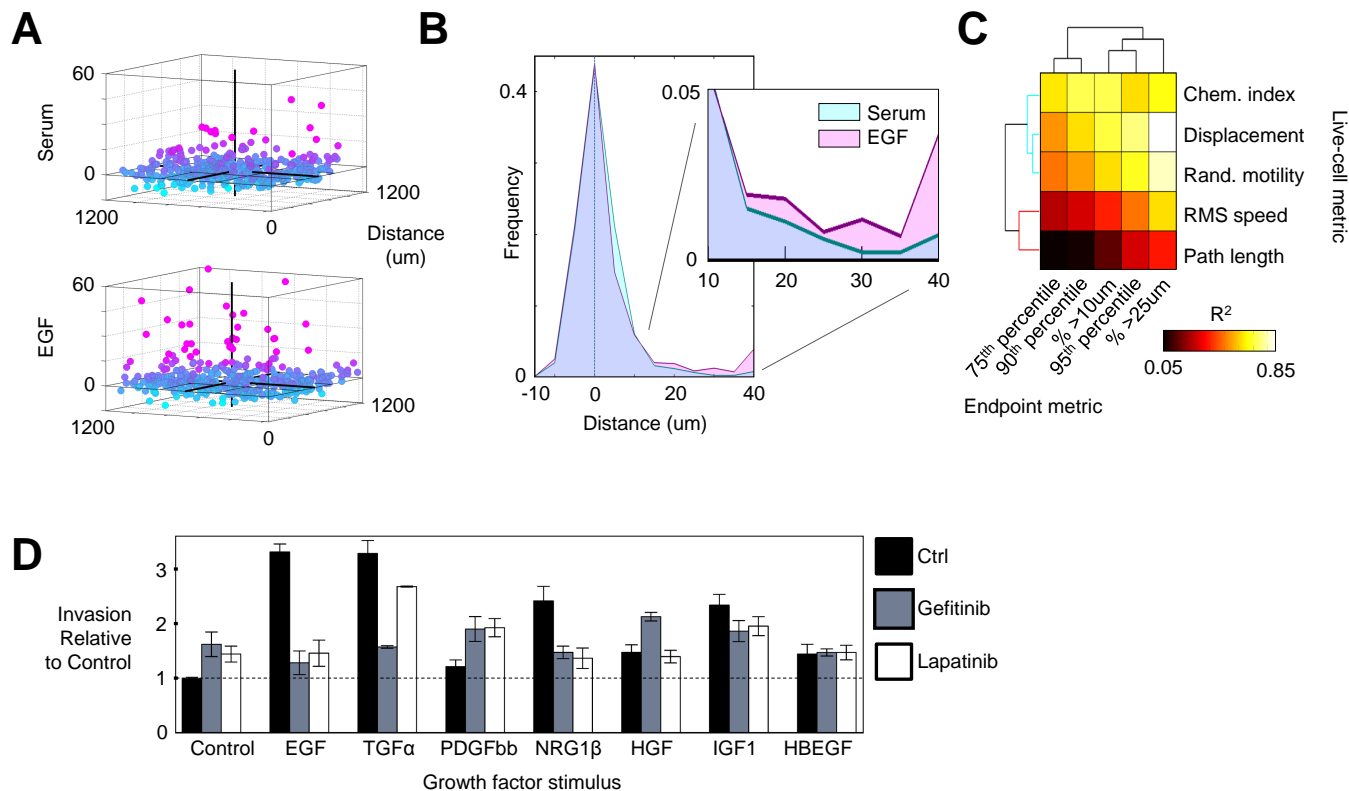 A
Serum
60
0
1200
0
1200
Distance
(um)
EGF
60
0
1200
0
1200
B
Frequency
0.4
0
-10
0
20
40
Distance (um)
0.05
0
10
20
30
40
Serum
EGF
C
Chem. index
Displacement
Rand. motility
RMS speed
Path length
Live-cell metric
75th percentile
90th percentile
% >10um
95th percentile
% >25um
Endpoint metric
R²
0.05
0.85
D
Invasion
Relative
to Control
3
2
1
0
Control
EGF
TGFα
PDGFbb
NRG1β
HGF
IGF1
HBEGF
Growth factor stimulus
Ctrl
Gefitinib
Lapatinib